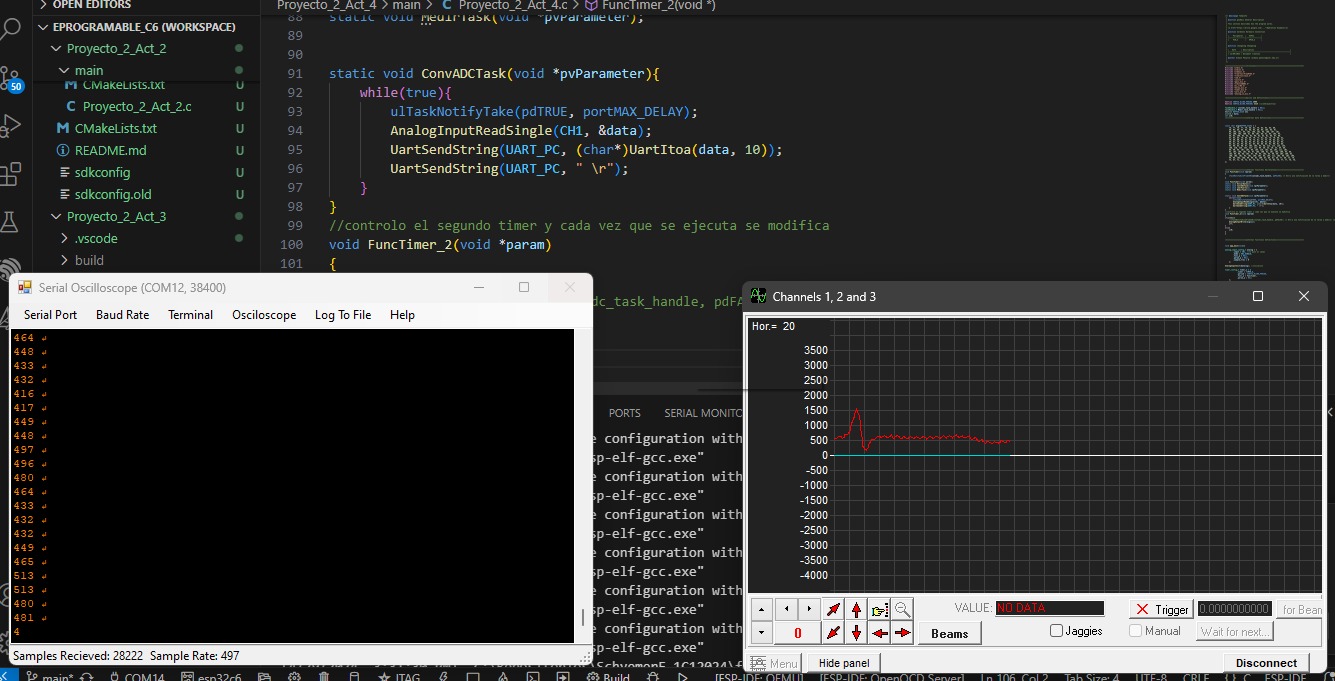 OPEN EDITORS
EPROGRAMABLE_C6 (WORKSPACE)
Proyecto_2_Act_2
main
CMakeLists.txt U
C Proyecto_2_Act_2.c U
M CMakeLists.txt U
README.md U
sdkconfig U
sdkconfig.old U
Proyecto_2_Act_3
.vscode
build
50
Proyecto_2_Act_4 > main > C Proyecto_2_Act_4.c > FuncTimer_2(void *)
88 static void MedirTask(void *pvParameter);
89
90
91 static void ConvADCTask(void *pvParameter){
92 while(true){
93 ulTaskNotifyTake(pdTRUE, portMAX_DELAY);
94 AnalogInputReadSingle(CH1, &data);
95 UartSendString(UART_PC, (char*)UartItoa(data, 10));
96 UartSendString(UART_PC, " \r");
97 }
98 }
99 //controlo el segundo timer y cada vez que se ejecuta se modifica
100 void FuncTimer_2(void *param)
101 {
dc_task_handle, pdFA
Serial Oscilloscope (COM12, 38400)
Serial Port Baud Rate Terminal Oscilloscope Log To File Help
464
448
433
432
416
417
449
448
497
496
480
464
433
432
432
449
465
513
513
480
481
4
Samples Recieved: 28222 Sample Rate: 497
PORTS SERIAL MONITO
e configuration with
sp-elf-gcc.exe"
e configuration with
sp-elf-gcc.exe"
e configuration with
sp-elf-gcc.exe"
e configuration with
sp-elf-gcc.exe"
e configuration with
sp-elf-gcc.exe"
e configuration with
sp-elf-gcc.exe"
Channels 1, 2 and 3
Hor.= 20
3500
3000
2500
2000
1500
1000
500
0
-500
-1000
-1500
-2000
-2500
-3000
-3500
-4000
VALUE: NO DATA
Trigger 0.0000000000 for Bean
0 Beams Jaggies Manual Wait for next...
Menu Hide panel Disconnect
main* COM14 esp32c6 JTAG Build [ESP-IDF: QEMU] [ESP-IDF: OpenOCD Server] Ln 106, Col 2 Tab Size: 4 UTF-8 CRLF {} C ESP-IDF